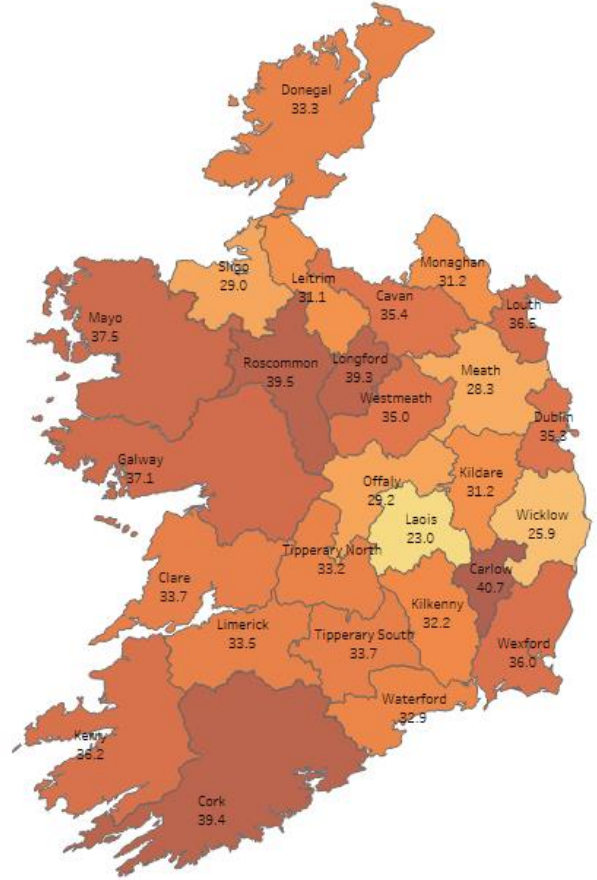 Donegal
33.3
Sligo
29.0
Leitrim
31.1
Monaghan
31.2
Cavan
35.4
Louth
36.5
Mayo
37.5
Roscommon
39.5
Longford
39.3
Meath
28.3
Westmeath
35.0
Dublin
35.3
Galway
37.1
Offaly
29.2
Kildare
31.2
Laois
23.0
Wicklow
25.9
Tipperary North
33.2
Carlow
40.7
Clare
33.7
Kilkenny
32.2
Limerick
33.5
Tipperary South
33.7
Wexford
36.0
Waterford
32.9
Kerry
36.2
Cork
39.4